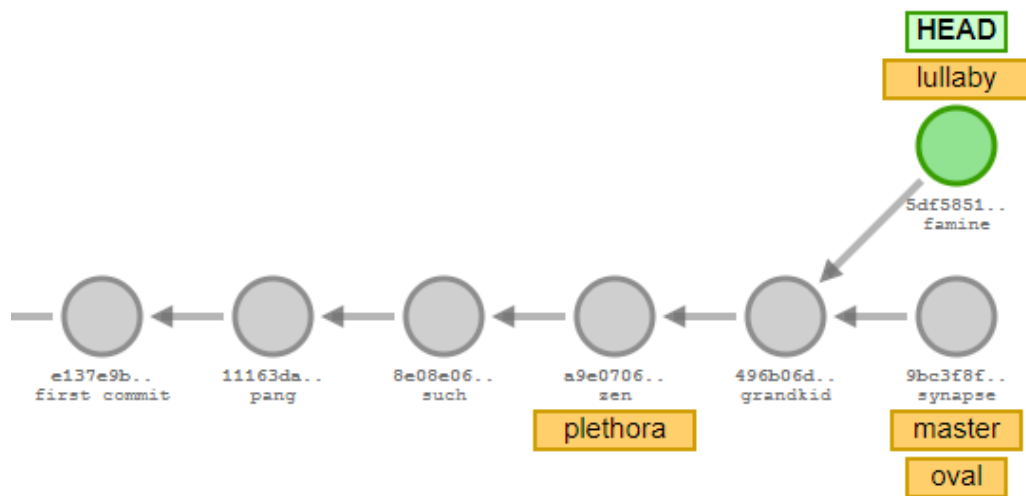 HEAD
lullaby
5df5851..
famine
e137e9b..
first commit
11163da..
pang
8e08e06..
such
a9e0706..
zen
plethora
496b06d..
grandkid
9bc3f8f..
synapse
master
oval